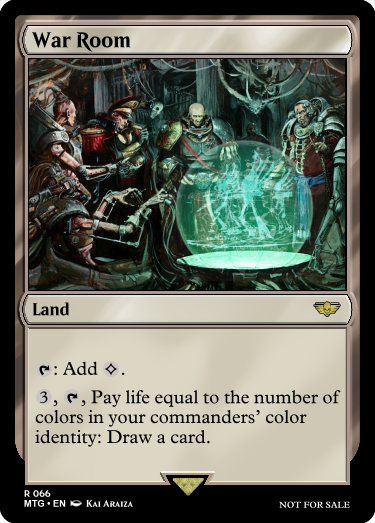 War Room
Land
: Add .
3, , Pay life equal to the number of
colors in your commanders' color
identity: Draw a card.
R 066
MTG • EN Kai Araiza
NOT FOR SALE